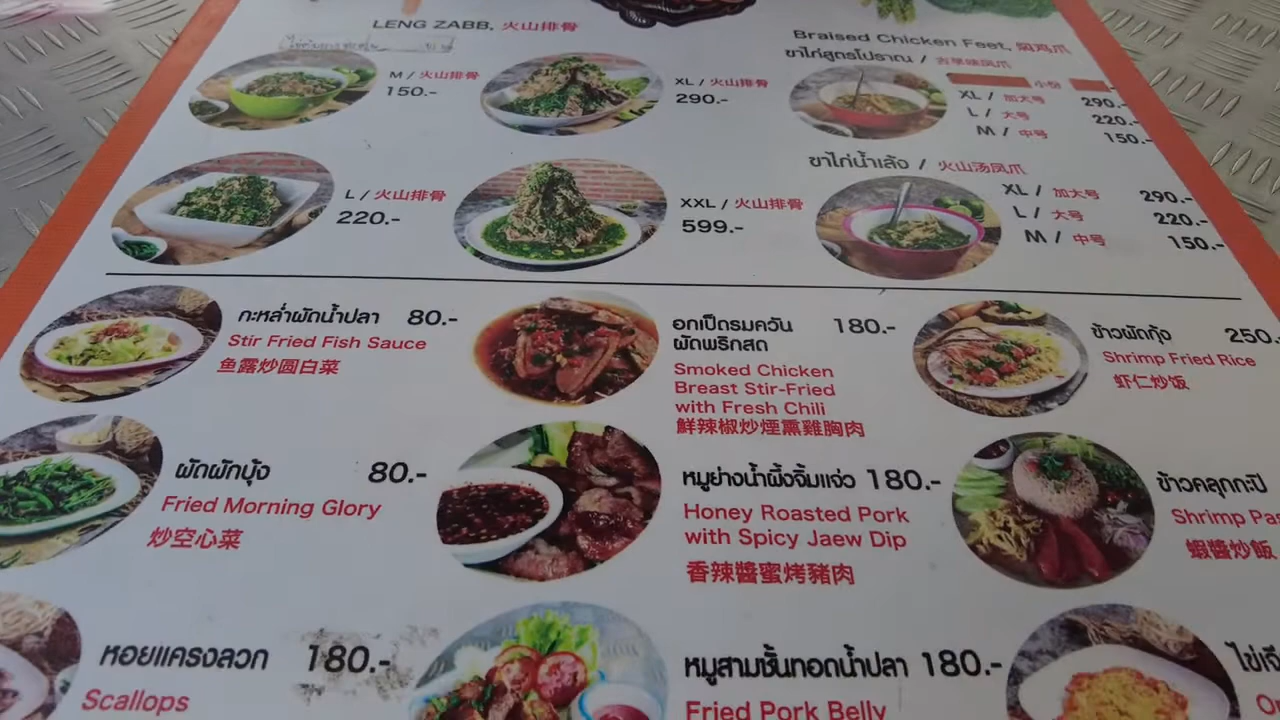 LENG ZABB, 火山排骨
M / 火山排骨
150.-
XL / 火山排骨
290.-
L / 火山排骨
220.-
XXL / 火山排骨
599.-
Braised Chicken Feet, 焖鸡爪
ขาไก่สูตรโบราณ /
小份
XL / 加大号 290.-
L / 大号 220.-
M / 中号 150.-
ขาไก่น้ำเล้ง / 火山汤凤爪
XL / 加大号 290.-
L / 大号 220.-
M / 中号 150.-
กะหล่ำผัดน้ำปลา 80.-
Stir Fried Fish Sauce
鱼露炒圆白菜
ผัดผักบุ้ง 80.-
Fried Morning Glory
炒空心菜
หอยแครงลวก 180.-
Scallops
อกเป็ดรมควัน 180.-
ผัดพริกสด
Smoked Chicken
Breast Stir-Fried
with Fresh Chili
鮮辣椒炒煙熏雞胸肉
หมูย่างน้ำผึ้งจิ้มแจ่ว 180.-
Honey Roasted Pork
with Spicy Jaew Dip
香辣醬蜜烤豬肉
หมูสามชั้นทอดน้ำปลา 180.-
Fried Pork Belly
ข้าวผัดกุ้ง 250.
Shrimp Fried Rice
虾仁炒饭
ข้าวคลุกกะปิ
Shrimp Pa
蝦醬炒飯
ไข่เจี